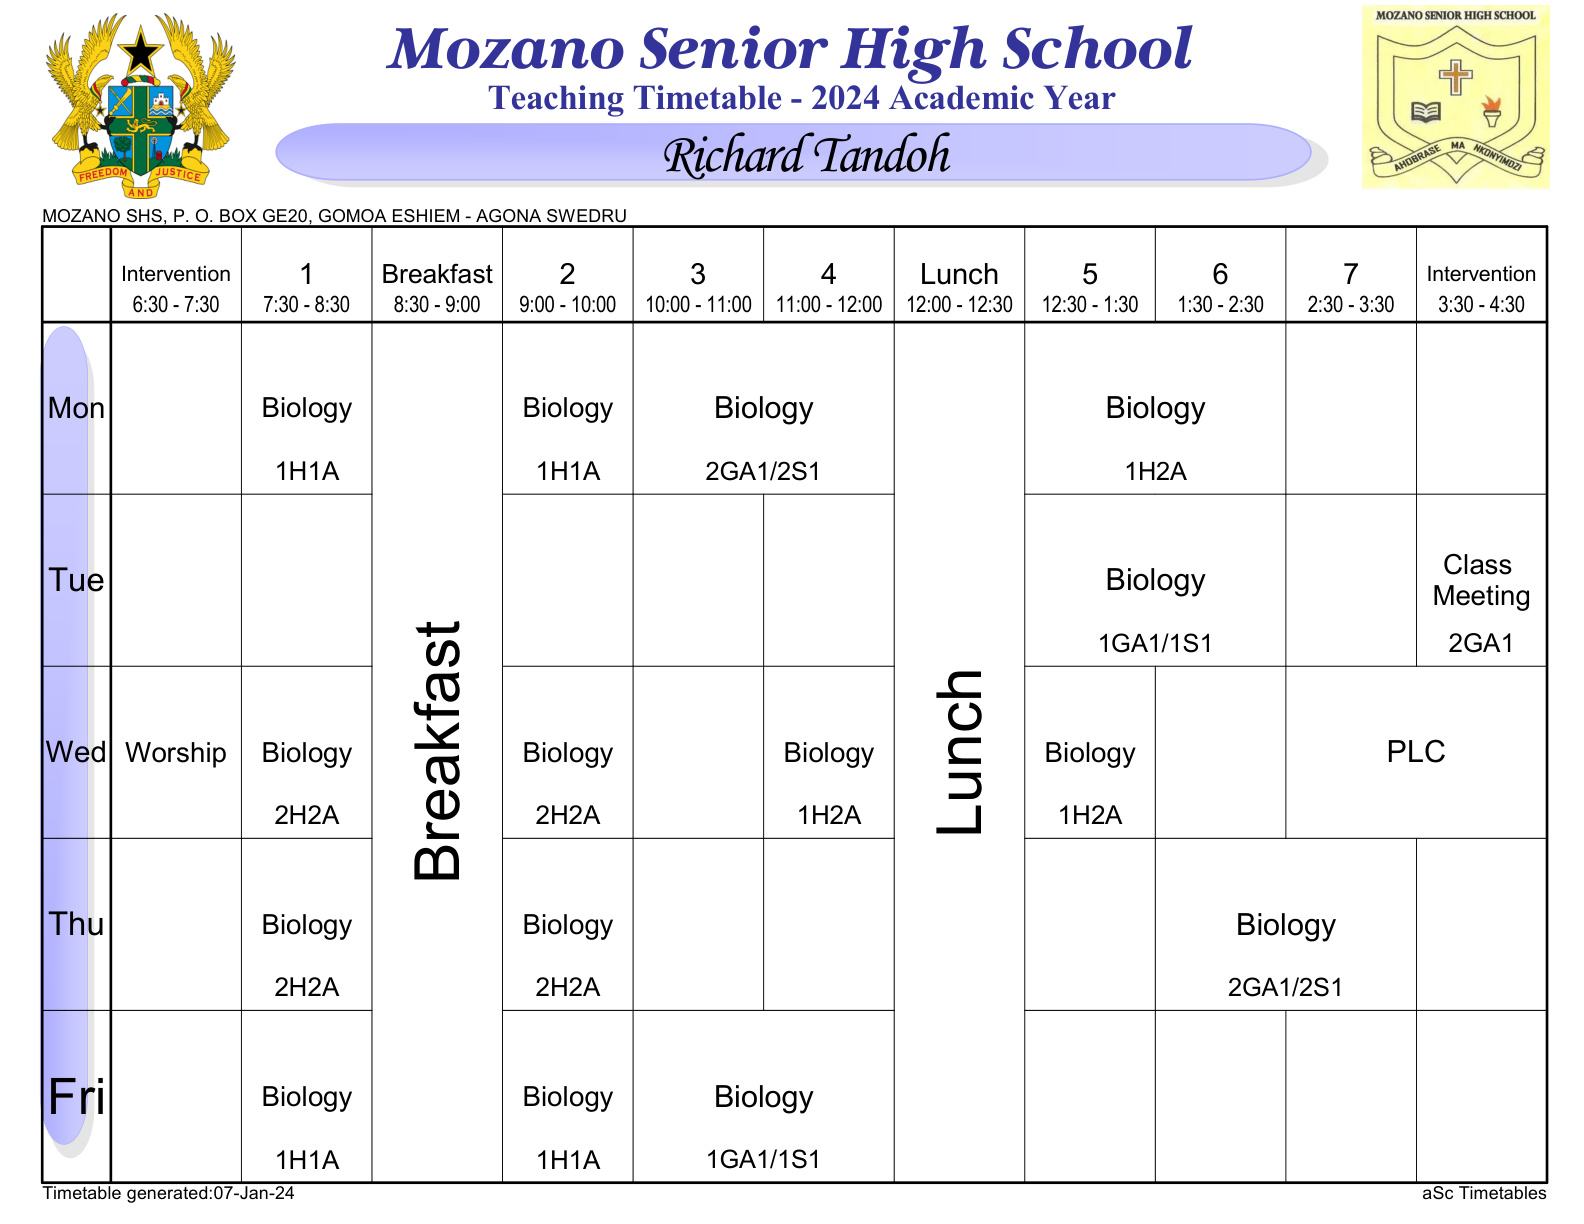 Mozano Senior High School
Teaching Timetable - 2024 Academic Year
Richard Tandoh
FREEDOM AND JUSTICE
MOZANO SENIOR HIGH SCHOOL
AHOBRASE MA NKONYIMDZI
MOZANO SHS, P. O. BOX GE20, GOMOA ESHIEM - AGONA SWEDRU
Intervention 1 Breakfast 2 3 4 Lunch 5 6 7 Intervention
6:30 - 7:30 7:30 - 8:30 8:30 - 9:00 9:00 - 10:00 10:00 - 11:00 11:00 - 12:00 12:00 - 12:30 12:30 - 1:30 1:30 - 2:30 2:30 - 3:30 3:30 - 4:30
Mon Biology Biology Biology Biology
1H1A 1H1A 2GA1/2S1 1H2A
Tue Biology Class Meeting
1GA1/1S1 2GA1
Breakfast
Lunch
Wed Worship Biology Biology Biology Biology PLC
2H2A 2H2A 1H2A 1H2A
Thu Biology Biology Biology
2H2A 2H2A 2GA1/2S1
Fri Biology Biology Biology
1H1A 1H1A 1GA1/1S1
Timetable generated:07-Jan-24
aSc Timetables